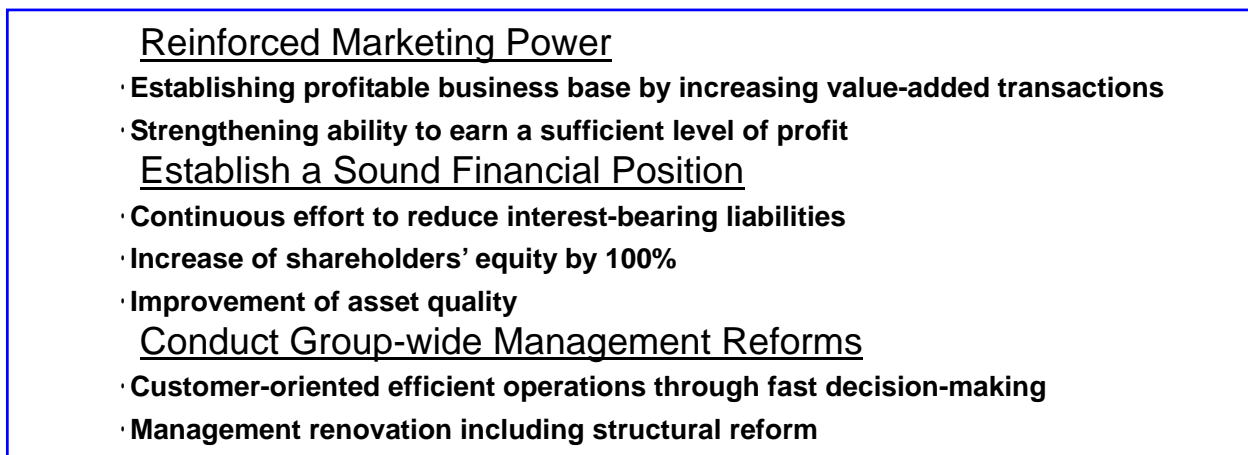 Reinforced Marketing Power
·Establishing profitable business base by increasing value-added transactions
·Strengthening ability to earn a sufficient level of profit
Establish a Sound Financial Position
·Continuous effort to reduce interest-bearing liabilities
·Increase of shareholders’ equity by 100%
·Improvement of asset quality
Conduct Group-wide Management Reforms
·Customer-oriented efficient operations through fast decision-making
·Management renovation including structural reform